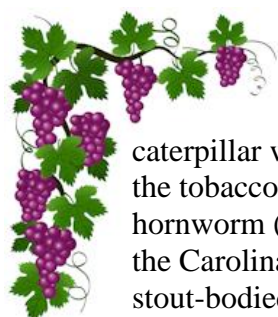 caterpillar
the tobacco
hornworm (
the Carolina
stout-bodied